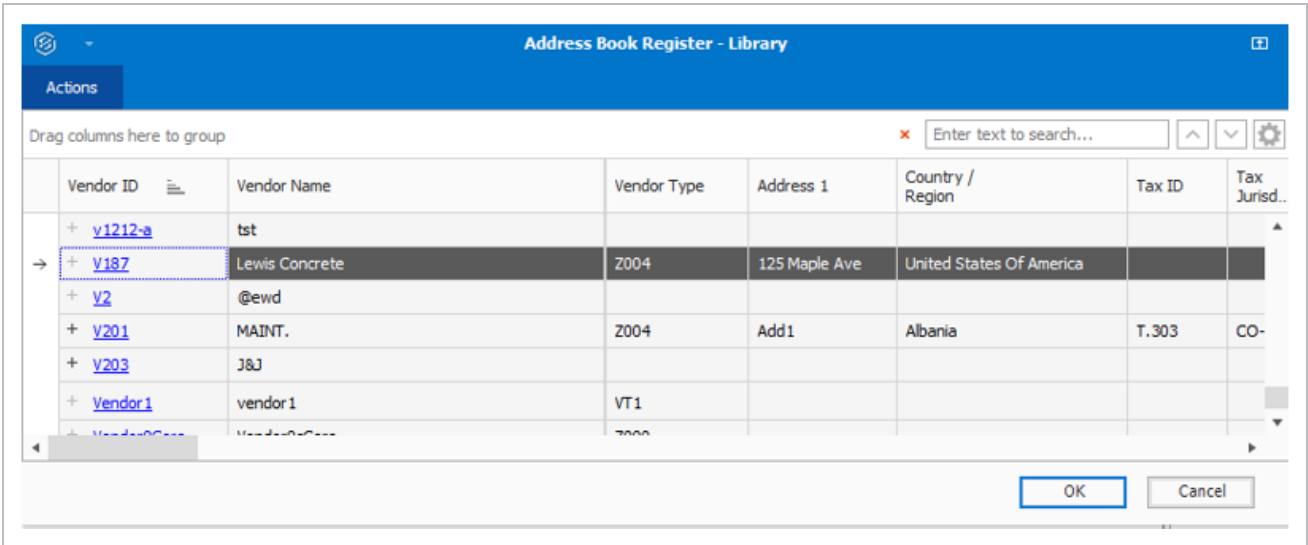 Address Book Register - Library
Actions
Drag columns here to group
Enter text to search...
Vendor ID Vendor Name Vendor Type Address 1 Country / Region Tax ID Tax Jurisd..
v1212-a tst
V187 Lewis Concrete Z004 125 Maple Ave United States Of America
V2 @ewd
V201 MAINT. Z004 Add1 Albania T.303 CO-
V203 J&J
Vendor1 vendor1 VT1
OK Cancel